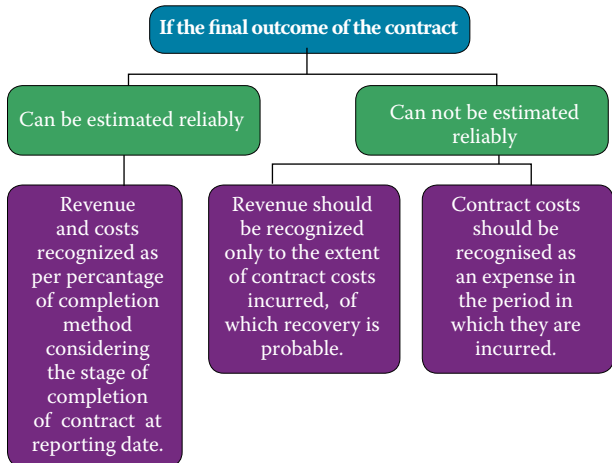 If the final outcome of the contract
Can be estimated reliably
Can not be estimated
reliably
Revenue
and costs
recognized as
per percantage
of completion
method
considering
the stage of
completion
of contract at
reporting date.
Revenue should
be recognized
only to the extent
of contract costs
incurred, of
which recovery is
probable.
Contract costs
should be
recognised as
an expense in
the period in
which they are
incurred.